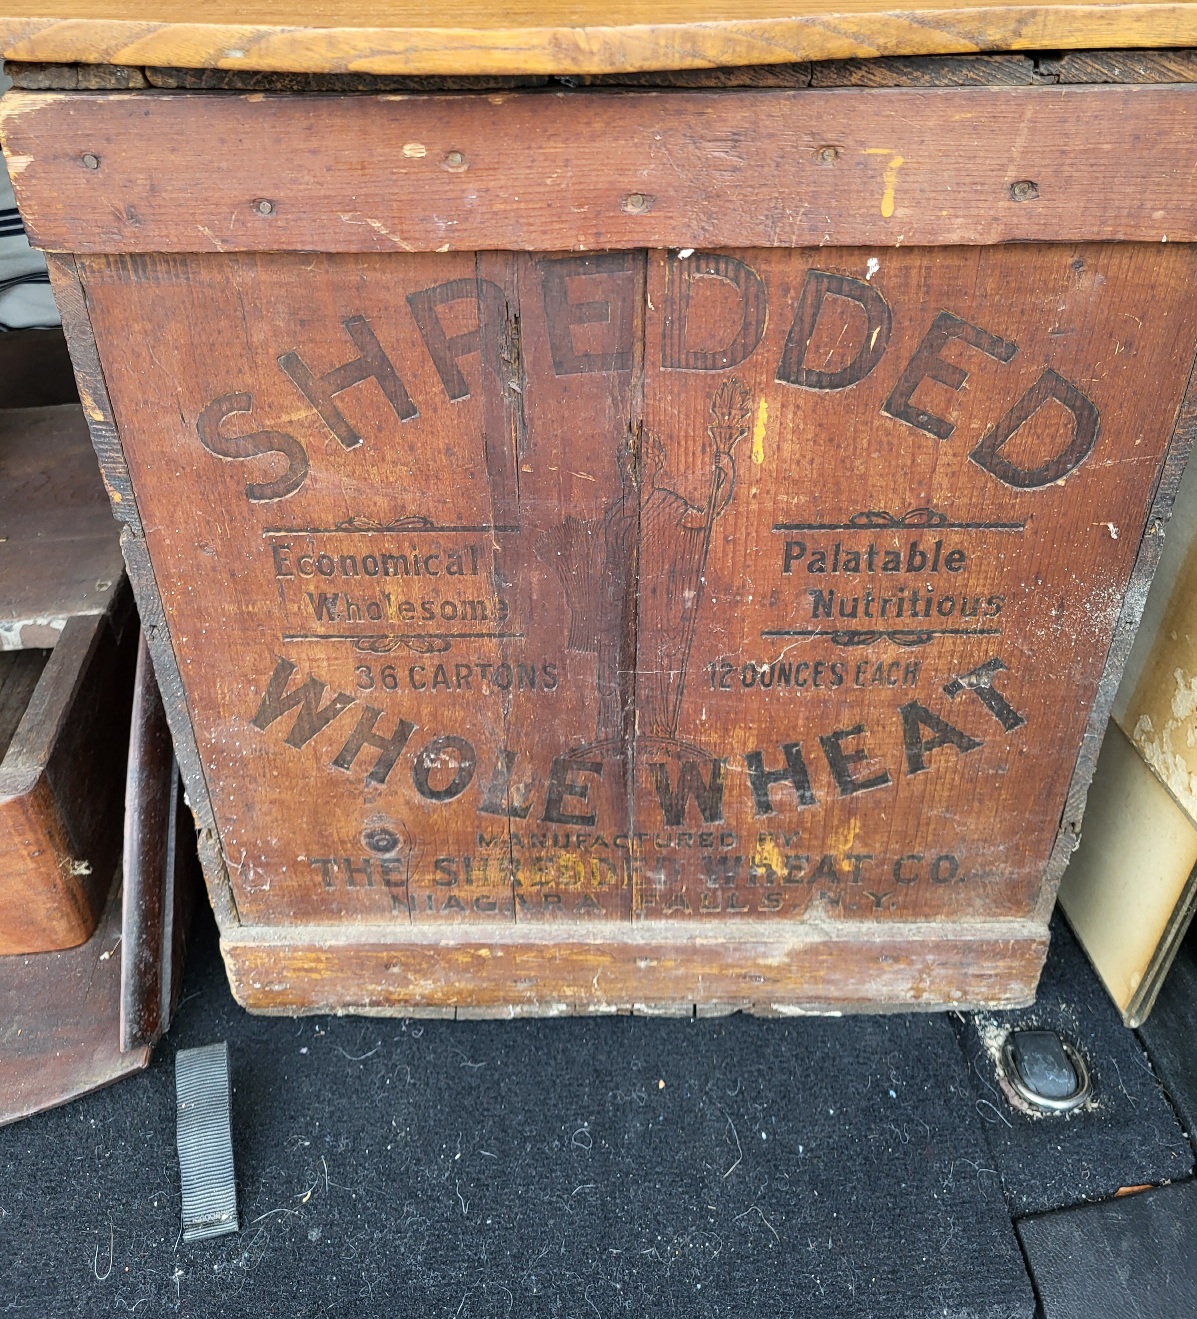 SHREDDED
Economical
Wholesome
Palatable
Nutritious
36 CARTONS
12 OUNCES EACH
WHOLE WHEAT
MANUFACTURED BY
THE SHREDDED WHEAT CO.
NIAGARA FALLS, N.Y.